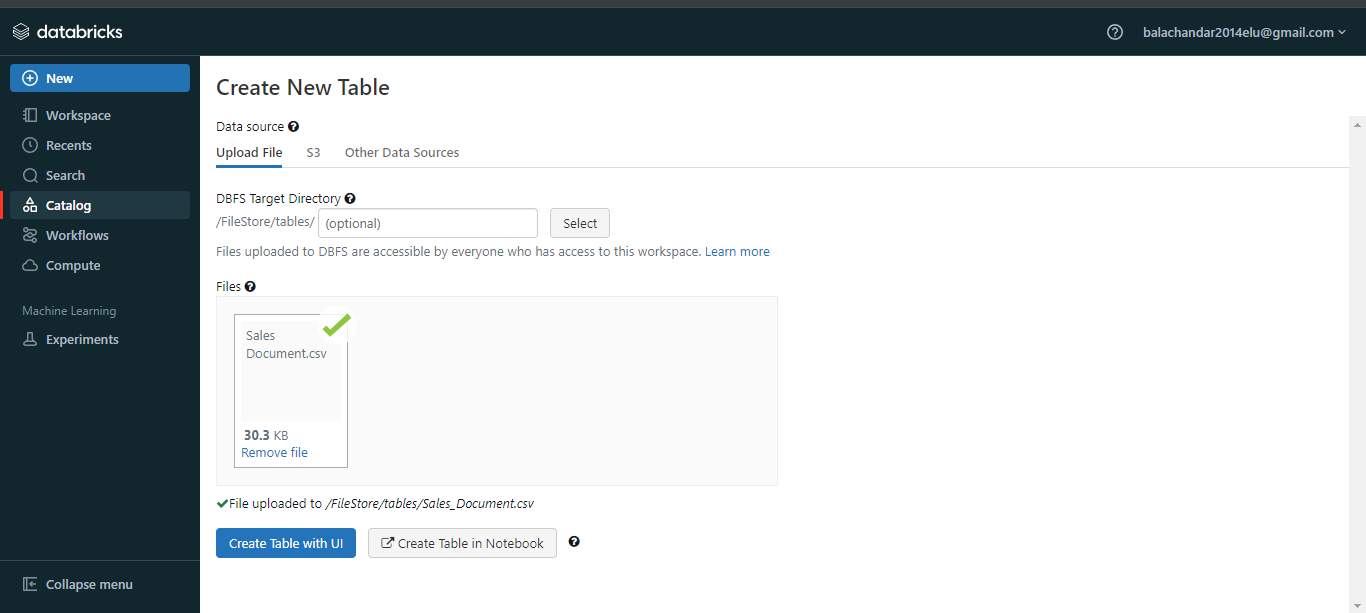 databricks
balachandar2014elu@gmail.com
New
Workspace
Recents
Search
Catalog
Workflows
Compute
Machine Learning
Experiments
Collapse menu
Create New Table
Data source
Upload File S3 Other Data Sources
DBFS Target Directory
/FileStore/tables/ (optional) Select
Files uploaded to DBFS are accessible by everyone who has access to this workspace. Learn more
Files
Sales
Document.csv
30.3 KB
Remove file
File uploaded to /FileStore/tables/Sales_Document.csv
Create Table with UI Create Table in Notebook